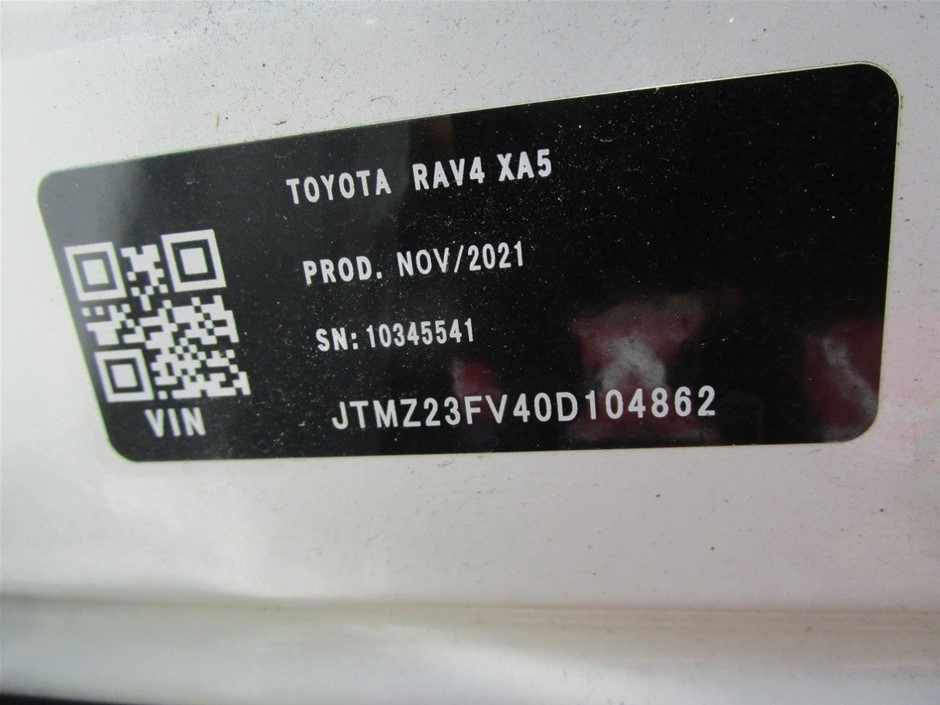 TOYOTA RAV4 XA5
PROD. NOV/2021
SN: 10345541
VIN
JTMZ23FV40D104862